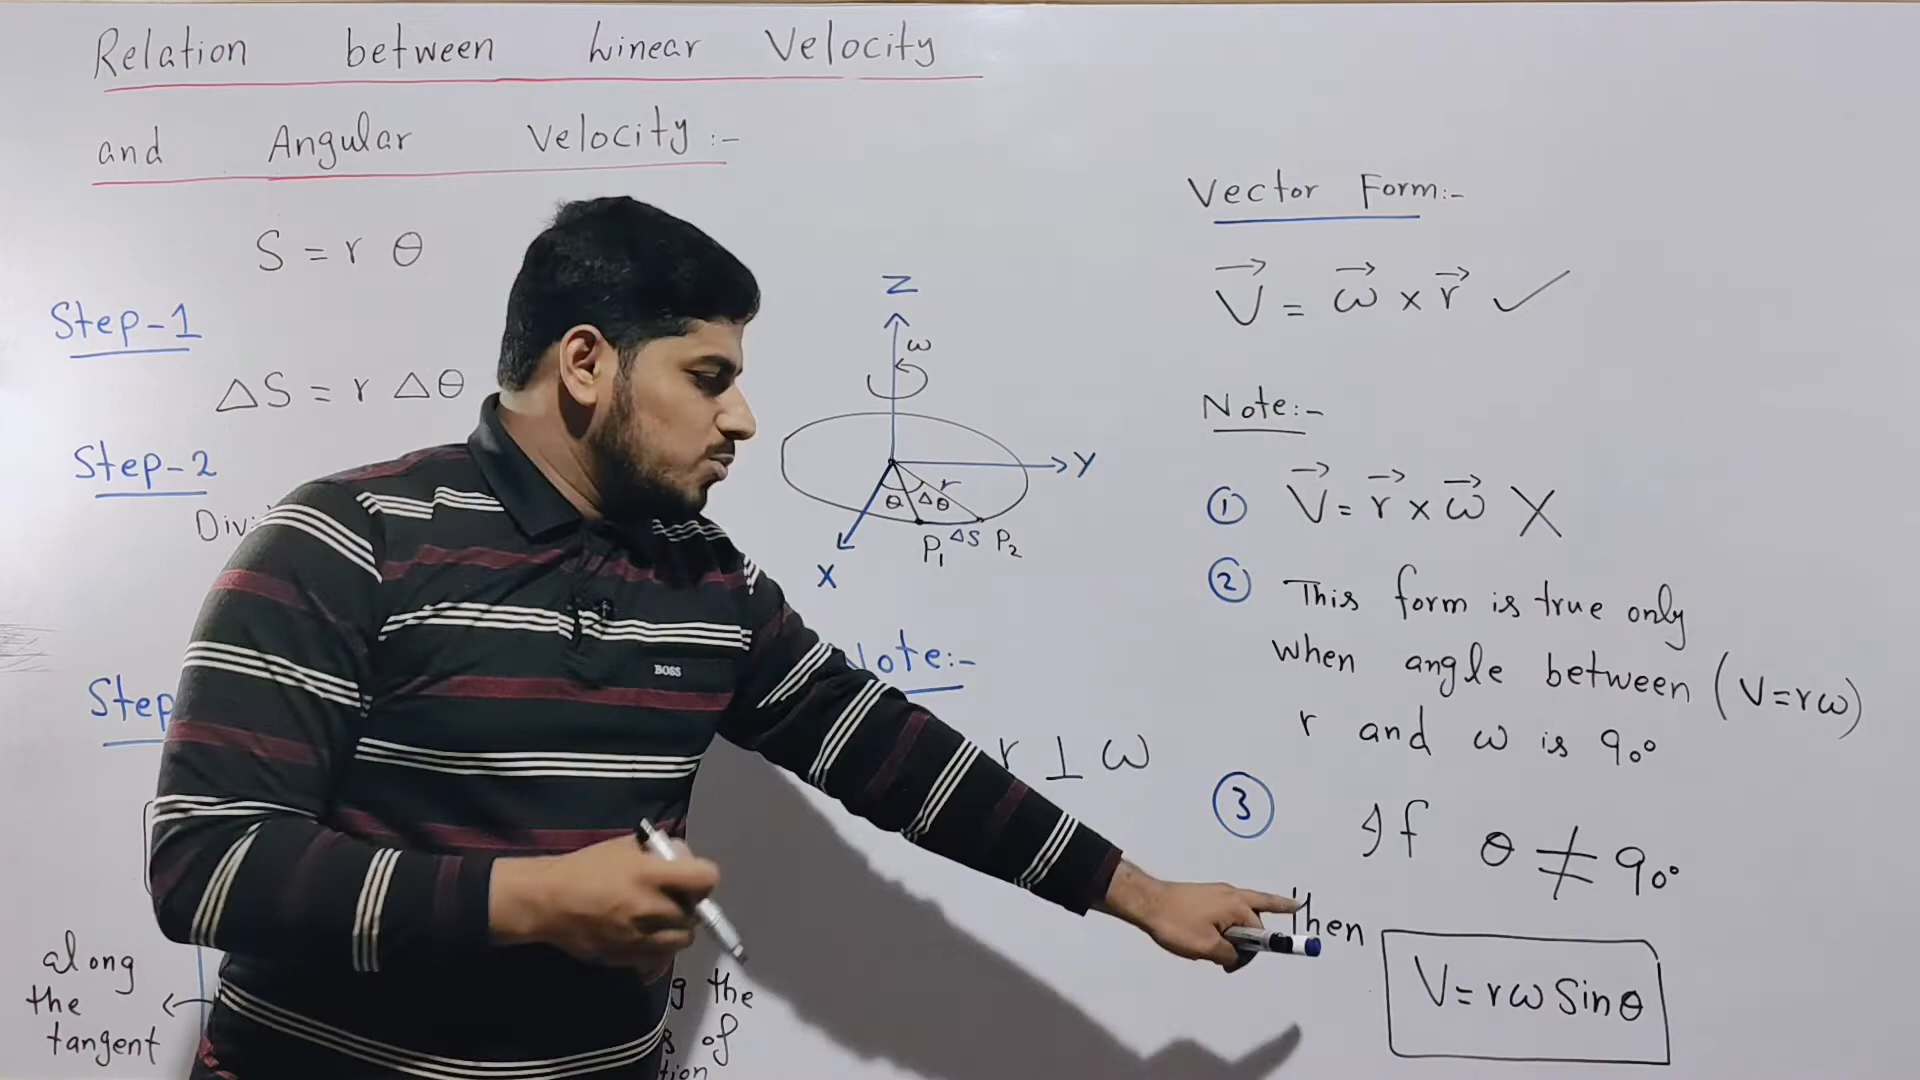 Relation between Linear Velocity
and Angular Velocity:-
S = r θ
Step-1
ΔS = r Δθ
Step-2
Step
along
the
tangent
Z
ω
Y
r
θ Δθ
P₁ ΔS P₂
X
Note:-
r ⊥ ω
the
of
BOSS
Vector Form:-
V⃗ = ω⃗ × r⃗ ✓
Note:-
① V⃗ = r⃗ × ω⃗ X
② This form is true only
when angle between (V=rω)
r and ω is 90°
③ If θ ≠ 90°
then
V = rω Sinθ